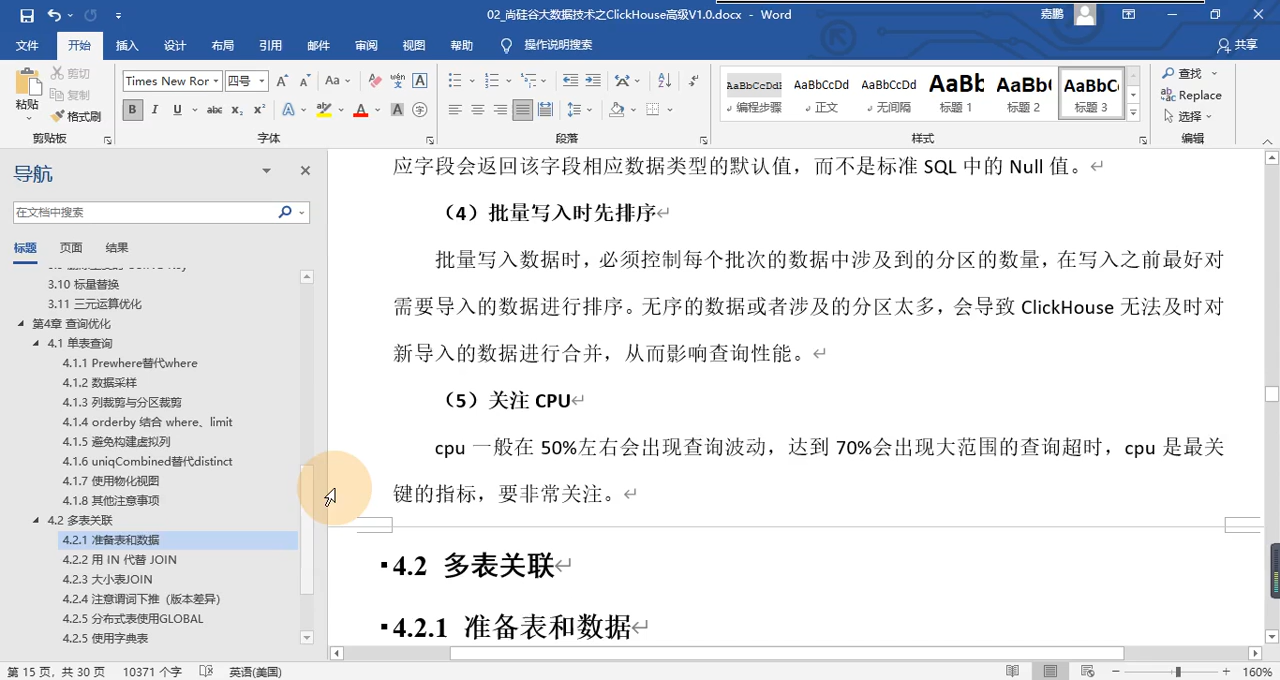 02_尚硅谷大数据技术之ClickHouse高级V1.0.docx - Word
嘉鹏
文件 开始 插入 设计 布局 引用 邮件 审阅 视图 帮助 操作说明搜索 共享
剪切
复制
粘贴 格式刷
剪贴板
Times New Ror 四号
字体
段落
AaBbCcDdI AaBbCcDd AaBbCcDd AaBb AaBb( AaBbC
编程步骤 正文 无间隔 标题 1 标题 2 标题 3
样式
查找
Replace
选择
编辑
导航
在文档中搜索
标题 页面 结果
3.10 标量替换
3.11 三元运算优化
第4章 查询优化
4.1 单表查询
4.1.1 Prewhere替代where
4.1.2 数据采样
4.1.3 列裁剪与分区裁剪
4.1.4 orderby 结合 where、limit
4.1.5 避免构建虚拟列
4.1.6 uniqCombined替代distinct
4.1.7 使用物化视图
4.1.8 其他注意事项
4.2 多表关联
4.2.1 准备表和数据
4.2.2 用 IN 代替 JOIN
4.2.3 大小表JOIN
4.2.4 注意谓词下推（版本差异）
4.2.5 分布式表使用GLOBAL
4.2.5 使用字典表
应字段会返回该字段相应数据类型的默认值，而不是标准 SQL 中的 Null 值。
（4）批量写入时先排序
批量写入数据时，必须控制每个批次的数据中涉及到的分区的数量，在写入之前最好对
需要导入的数据进行排序。无序的数据或者涉及的分区太多，会导致 ClickHouse 无法及时对
新导入的数据进行合并，从而影响查询性能。
（5）关注 CPU
cpu 一般在 50%左右会出现查询波动，达到 70%会出现大范围的查询超时，cpu 是最关
键的指标，要非常关注。
4.2 多表关联
4.2.1 准备表和数据
第 15 页，共 30 页 10371 个字 英语(美国) 160%